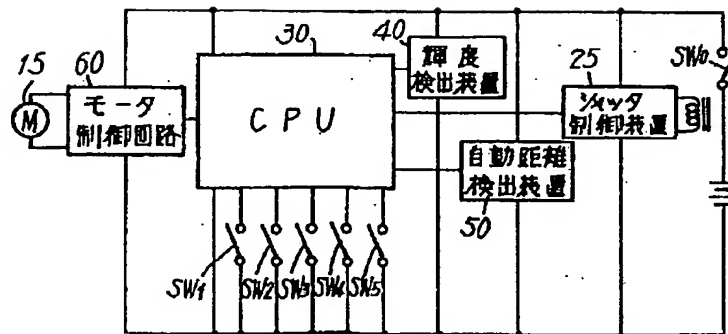 30
40
輝度
検出装置
15
60
M
モータ
制御回路
CPU
25
シャッタ
制御装置
SW0
自動距離
検出装置
50
SW1
SW2
SW3
SW4
SW5